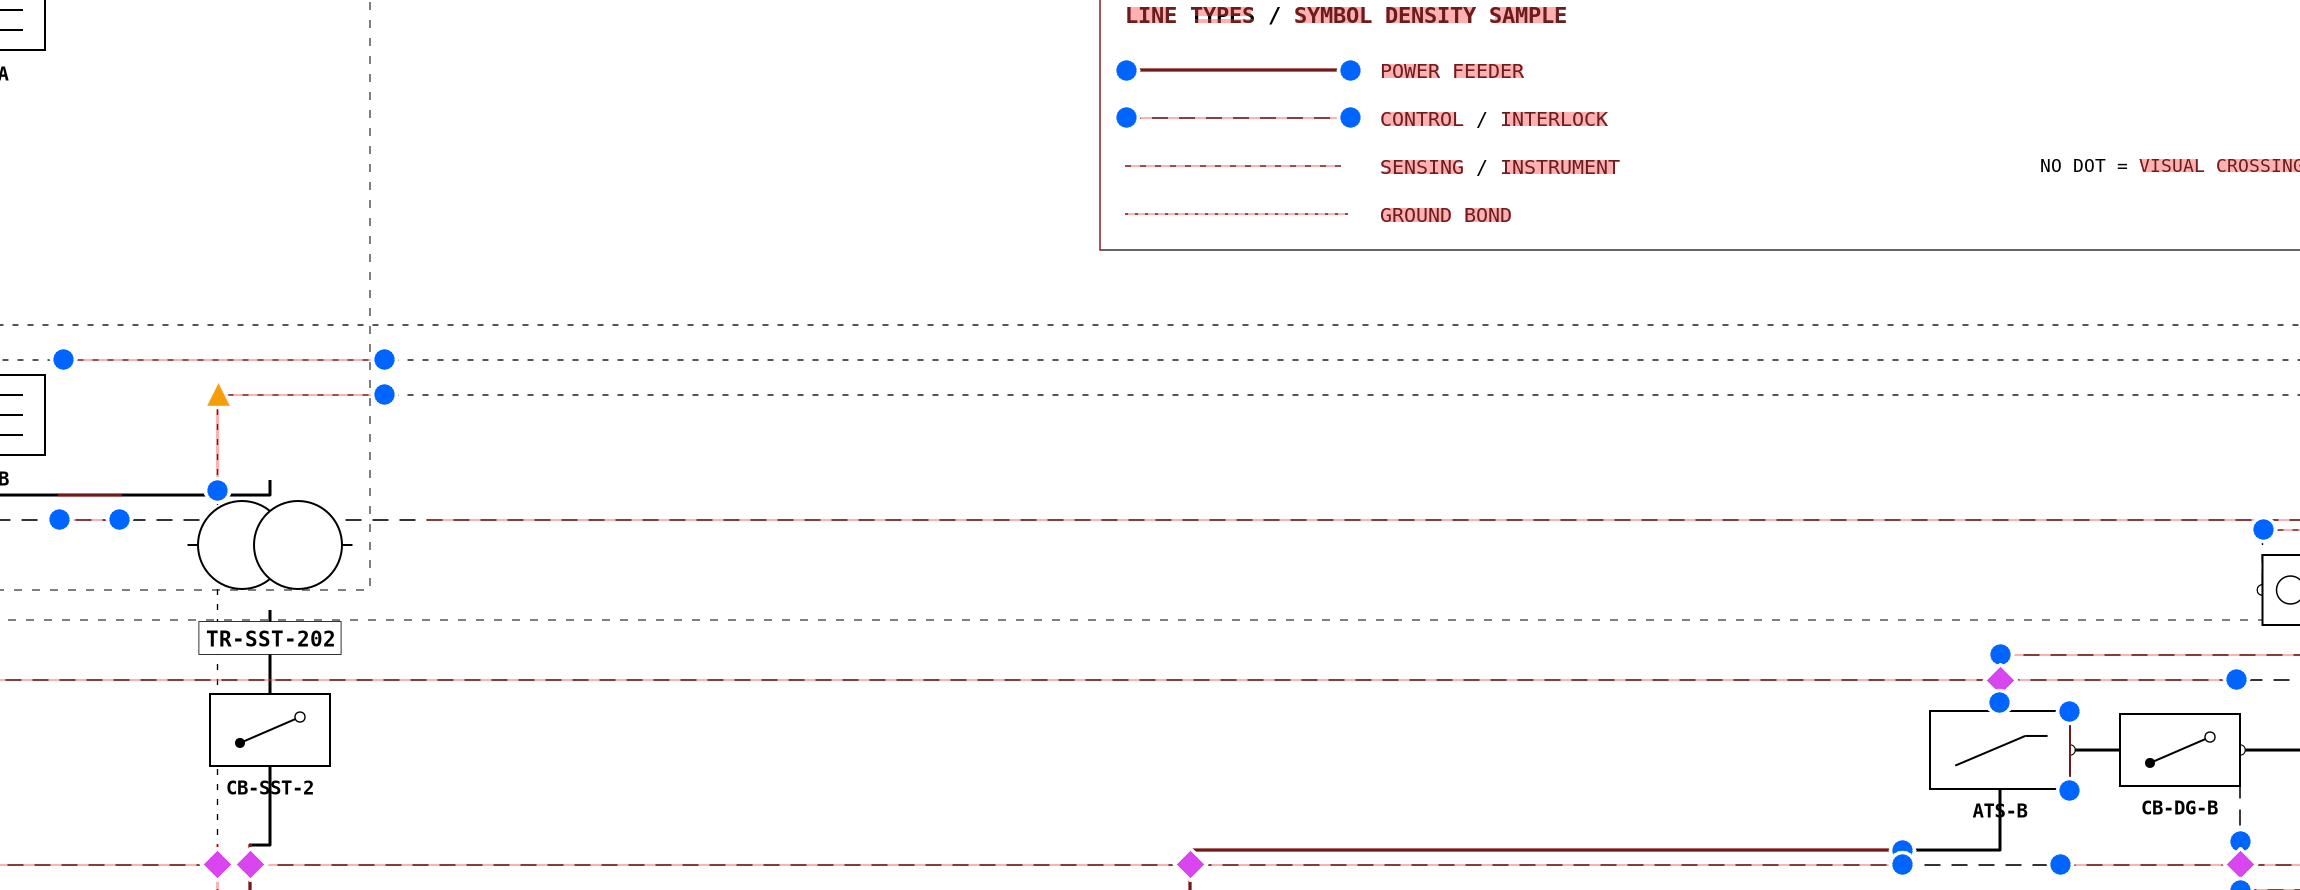 LINE TYPES / SYMBOL DENSITY SAMPLE
A
POWER FEEDER
CONTROL / INTERLOCK
SENSING / INSTRUMENT
NO DOT = VISUAL CROSSING
GROUND BOND
B
TR-SST-202
CB-SST-2
ATS-B
CB-DG-B